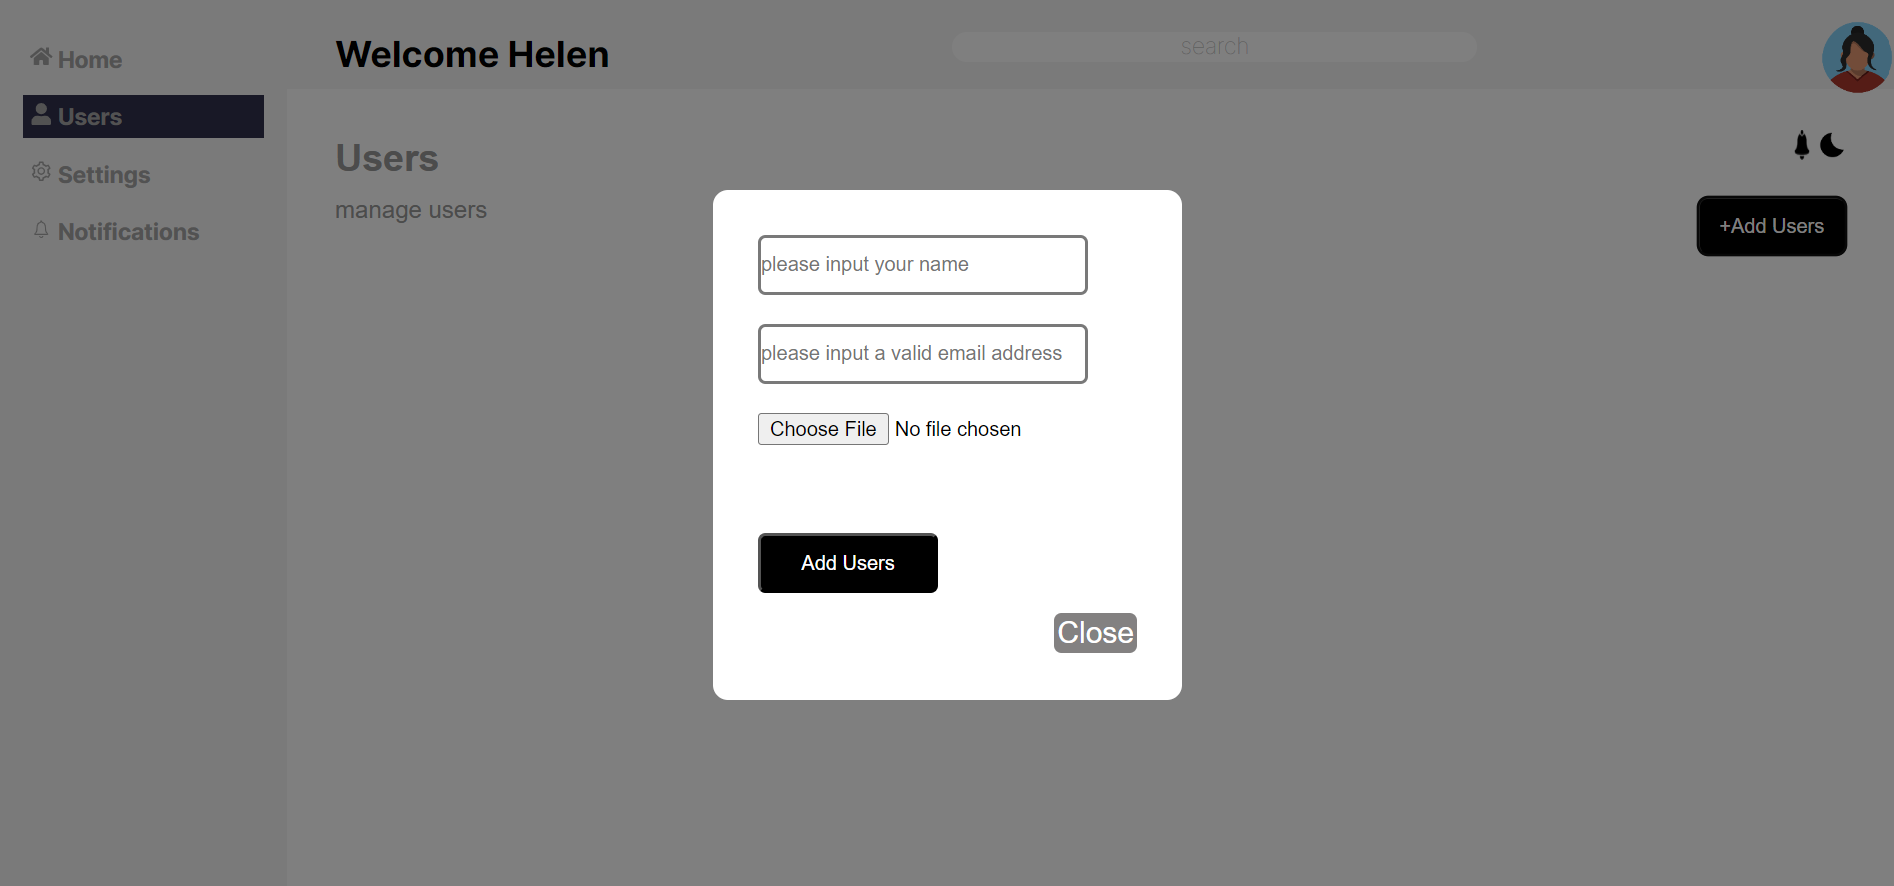 Home
Users
Settings
Notifications
Welcome Helen
search
Users
manage users
+Add Users
please input your name
please input a valid email address
Choose File No file chosen
Add Users
Close